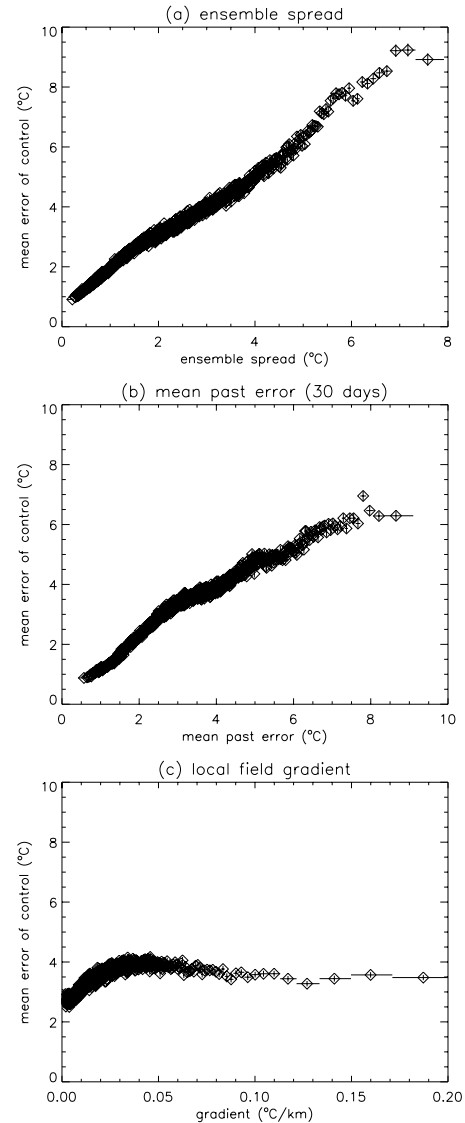 (a) ensemble spread
10
8
6
4
2
0
mean error of control (°C)
0 2 4 6 8
ensemble spread (°C)
(b) mean past error (30 days)
10
8
6
4
2
0
mean error of control (°C)
0 2 4 6 8 10
mean past error (°C)
(c) local field gradient
10
8
6
4
2
0
mean error of control (°C)
0.00 0.05 0.10 0.15 0.20
gradient (°C/km)